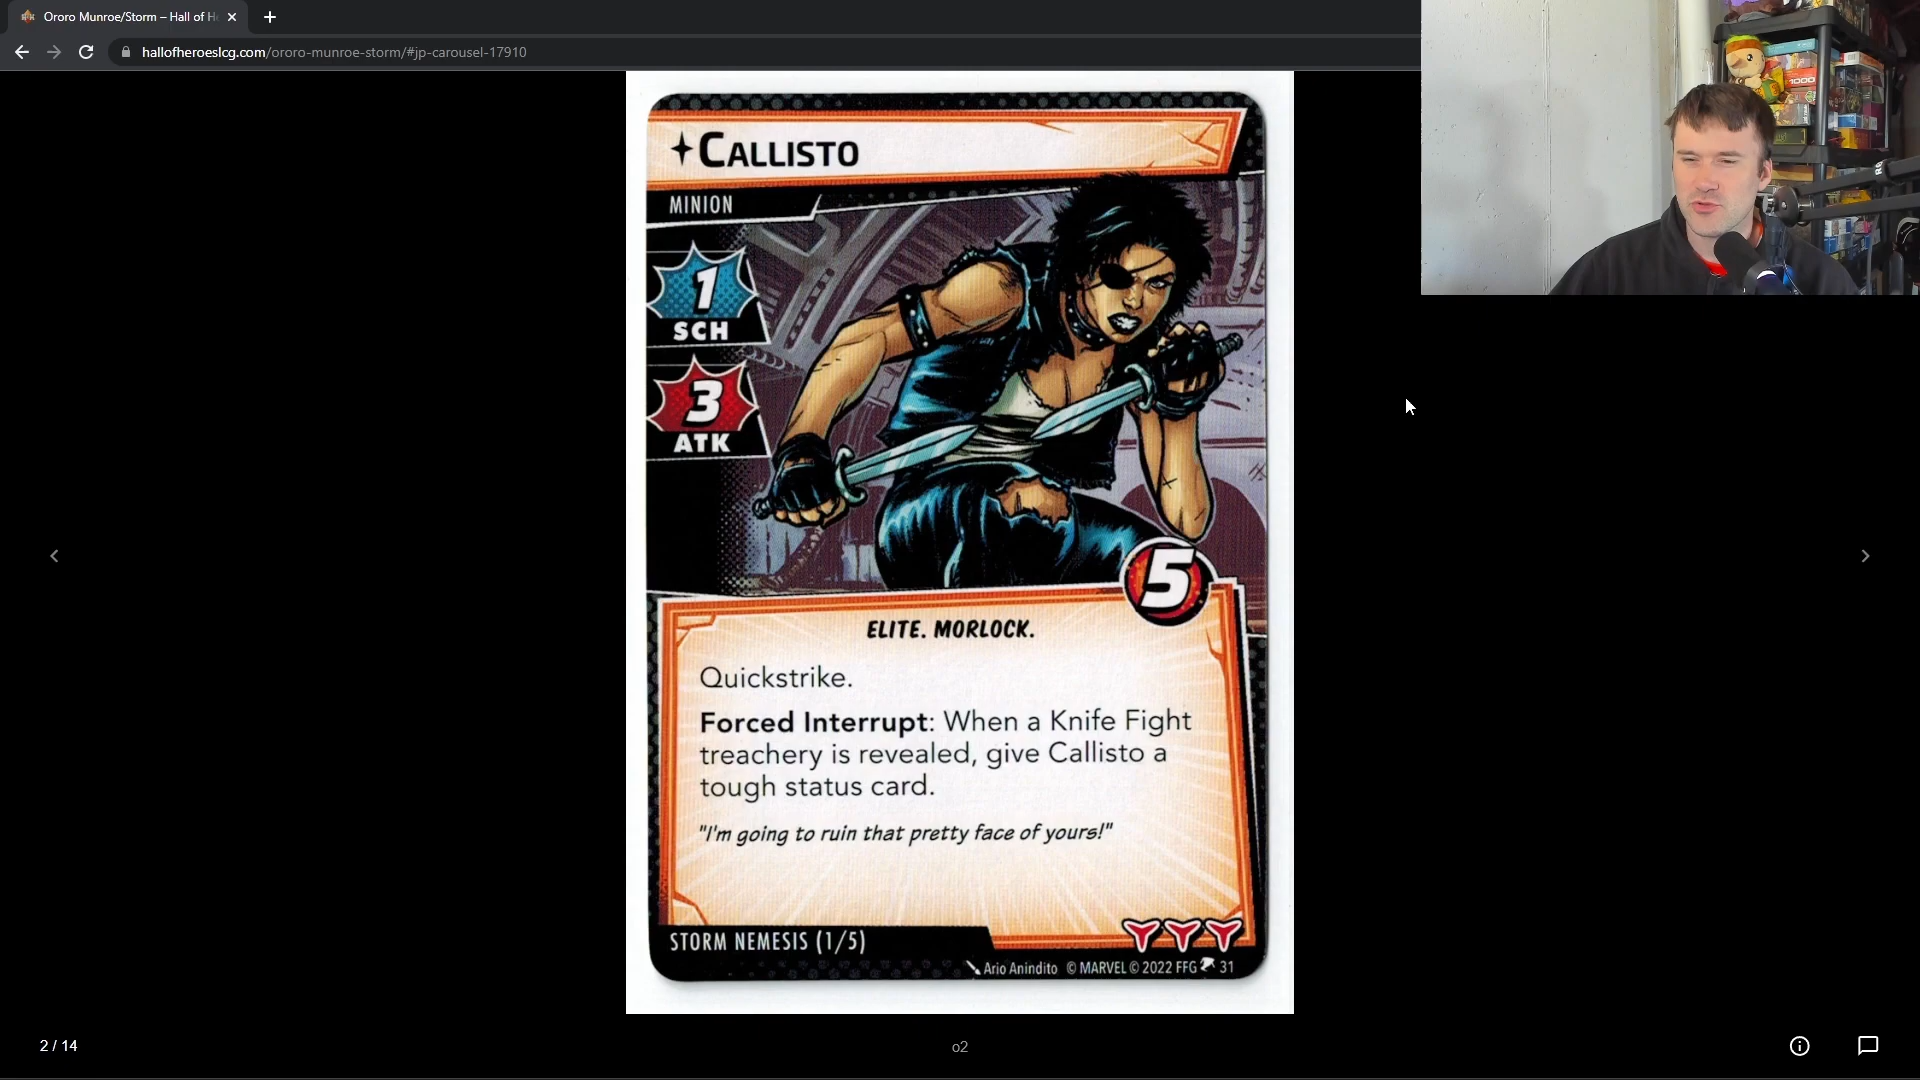 Ororo Munroe/Storm – Hall of H
hallofheroeslcg.com/ororo-munroe-storm/#jp-carousel-17910
CALLISTO
MINION
1
SCH
3
ATK
5
ELITE. MORLOCK.
Quickstrike.
Forced Interrupt: When a Knife Fight
treachery is revealed, give Callisto a
tough status card.
"I'm going to ruin that pretty face of yours!"
STORM NEMESIS (1/5)
Ario Anindito © MARVEL © 2022 FFG 31
2 / 14
o2
1000